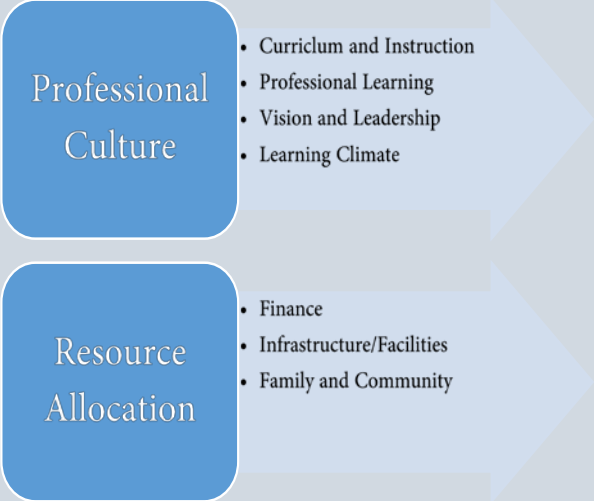 Professional
Culture
• Curriclum and Instruction
• Professional Learning
• Vision and Leadership
• Learning Climate
Resource
Allocation
• Finance
• Infrastructure/Facilities
• Family and Community